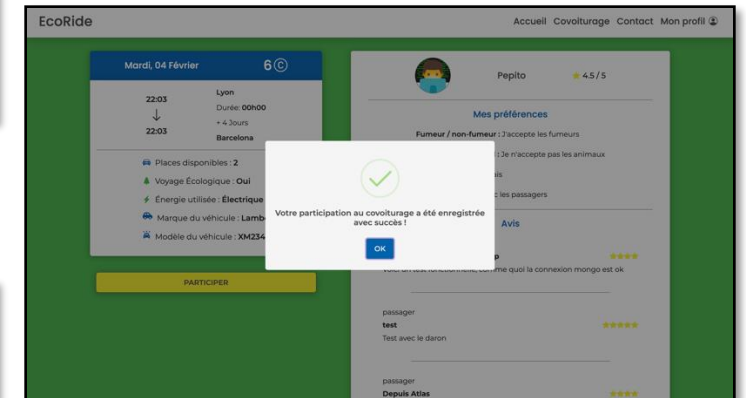 EcoRide
Accueil Covoiturage Contact Mon profil
Mardi, 04 Février
6 C
22:03
Lyon
Durée: 00h00
+ 4 Jours
22:03
Barcelona
Places disponibles : 2
Voyage Écologique : Oui
Énergie utilisée : Électrique
Marque du véhicule : Lamb
Modèle du véhicule : XM234
PARTICIPER
Pepito
4.5 / 5
Mes préférences
Fumeur / non-fumeur : J'accepte les fumeurs
: Je n'accepte pas les animaux
les passagers
Votre participation au covoiturage a été enregistrée
avec succès !
OK
Avis
comme quoi la connexion mongo est ok
passager
test
Test avec le daron
passager
Depuis Atlas